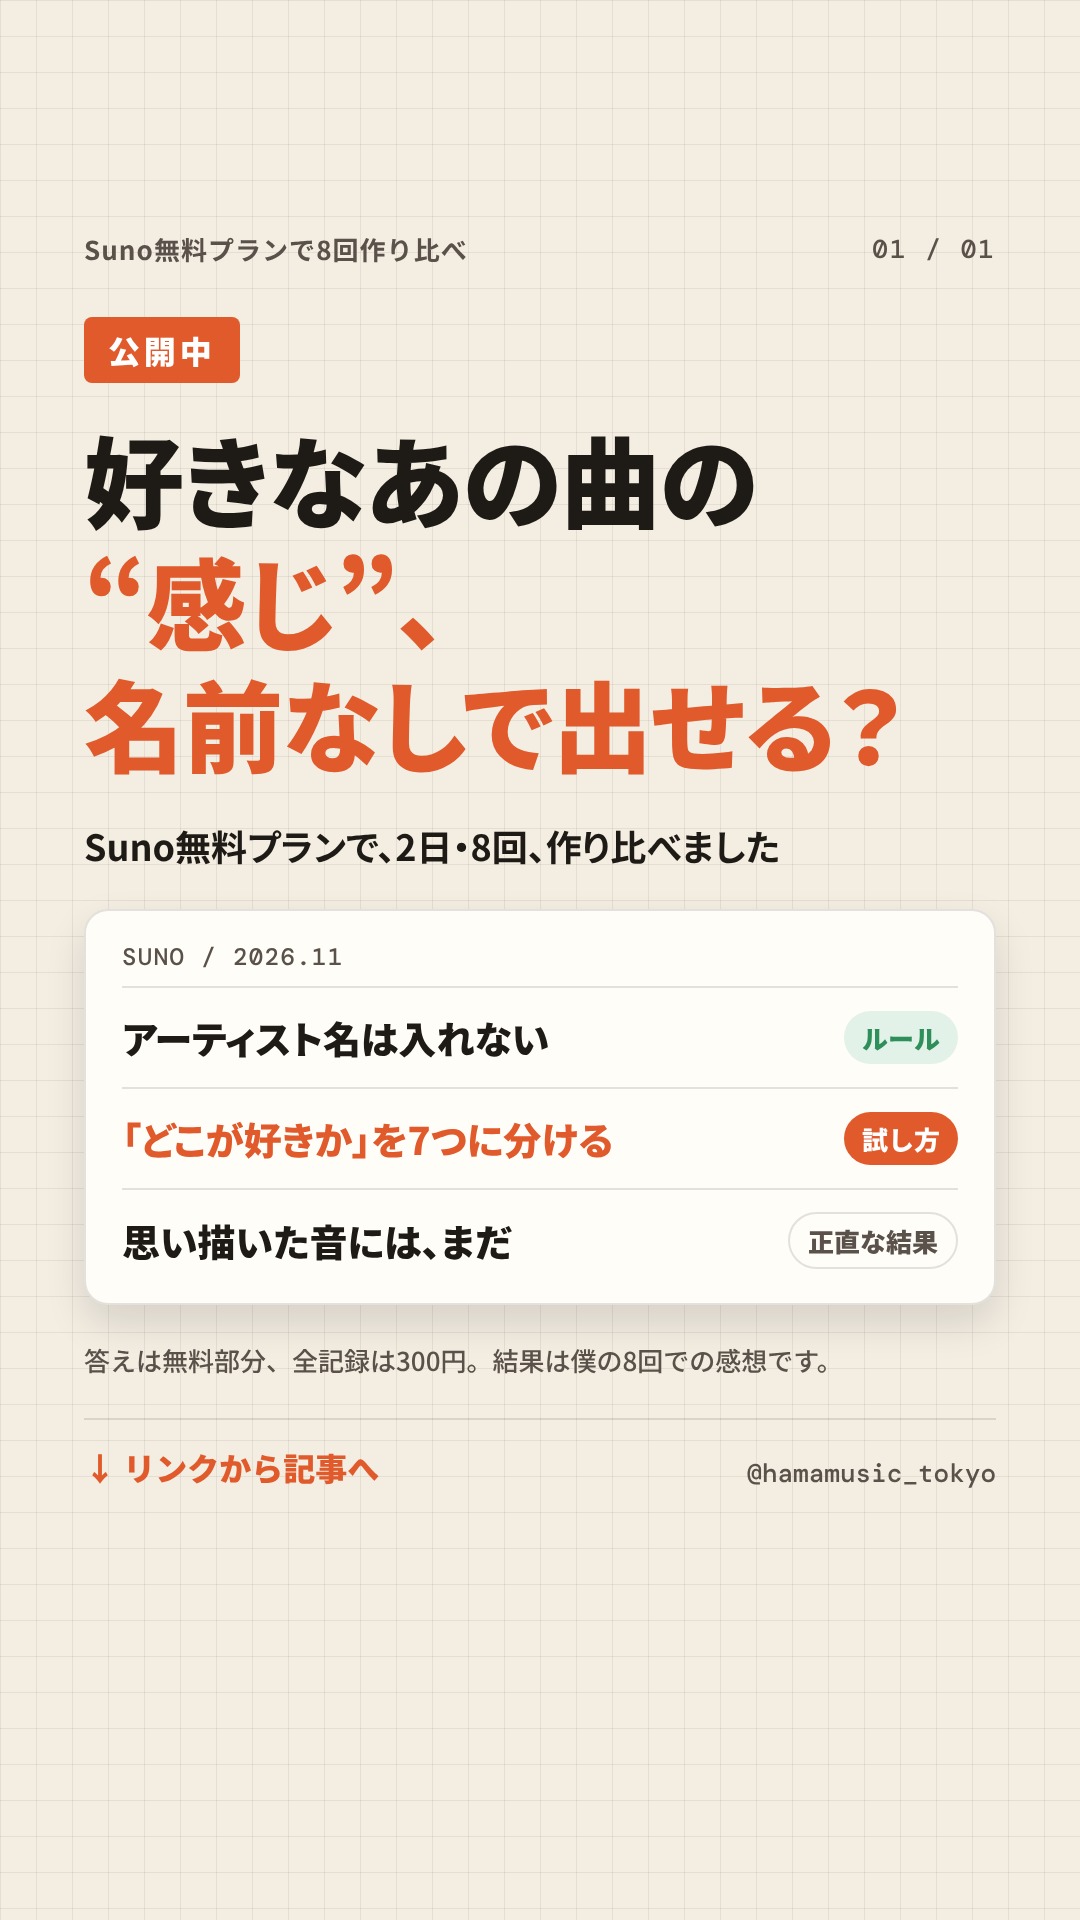 Suno無料プランで8回作り比べ
01 / 01
公開中
好きなあの曲の
“感じ”、
名前なしで出せる？
Suno無料プランで、2日・8回、作り比べました
SUNO / 2026.11
アーティスト名は入れない
ルール
「どこが好きか」を7つに分ける
試し方
思い描いた音には、まだ
正直な結果
答えは無料部分、全記録は300円。結果は僕の8回での感想です。
↓ リンクから記事へ
@hamamusic_tokyo